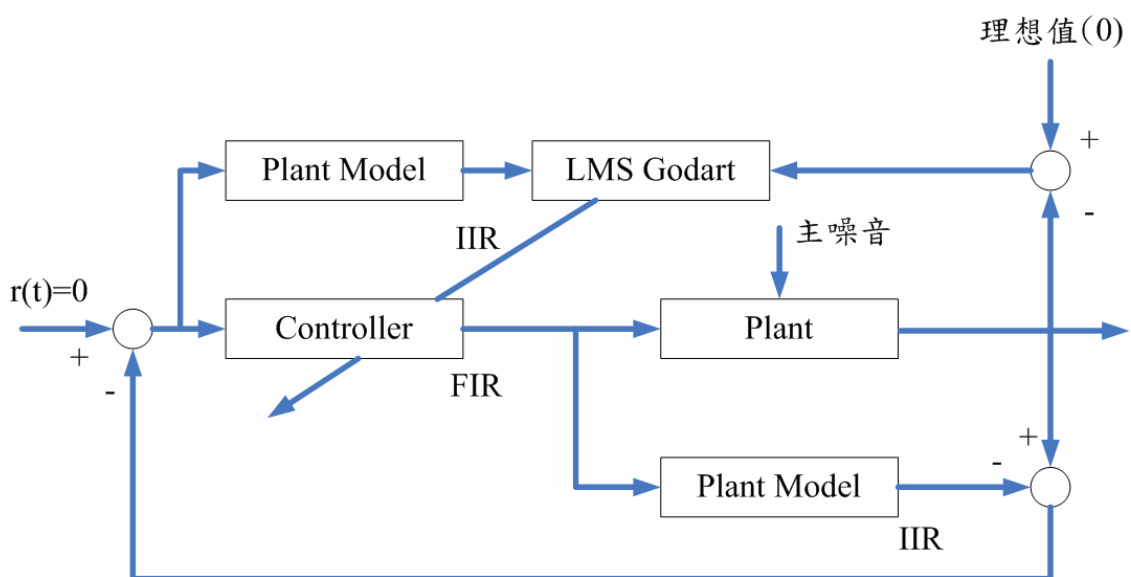 理想值(0)
+
Plant Model
LMS Godart
-
IIR
主噪音
r(t)=0
Controller
Plant
+
-
FIR
+
-
Plant Model
IIR